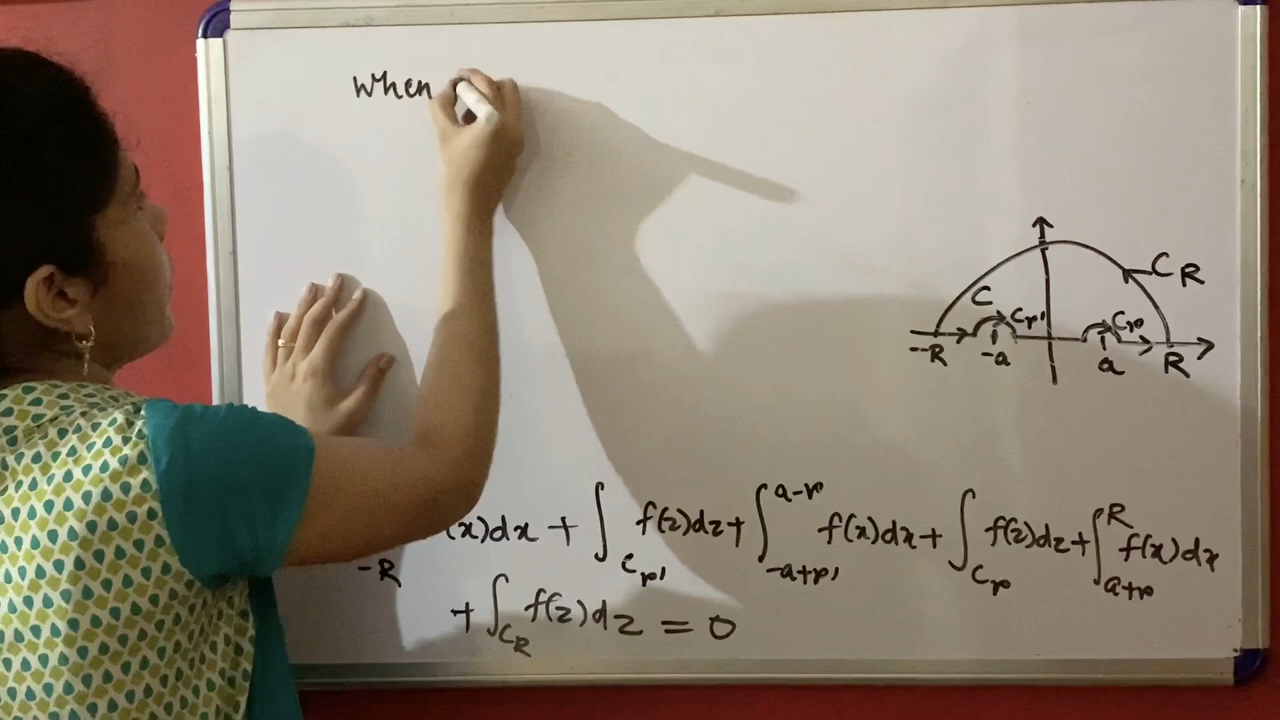 When
C
C R
Cr'
Cr
-R
-a
a
R
(x)dx + ∫_{Cr'} f(z)dz + ∫_{-a+r'}^{a-r} f(x)dx + ∫_{Cr} f(z)dz + ∫_{a+r}^{R} f(x)dx
-R
+ ∫_{CR} f(z)dz = 0